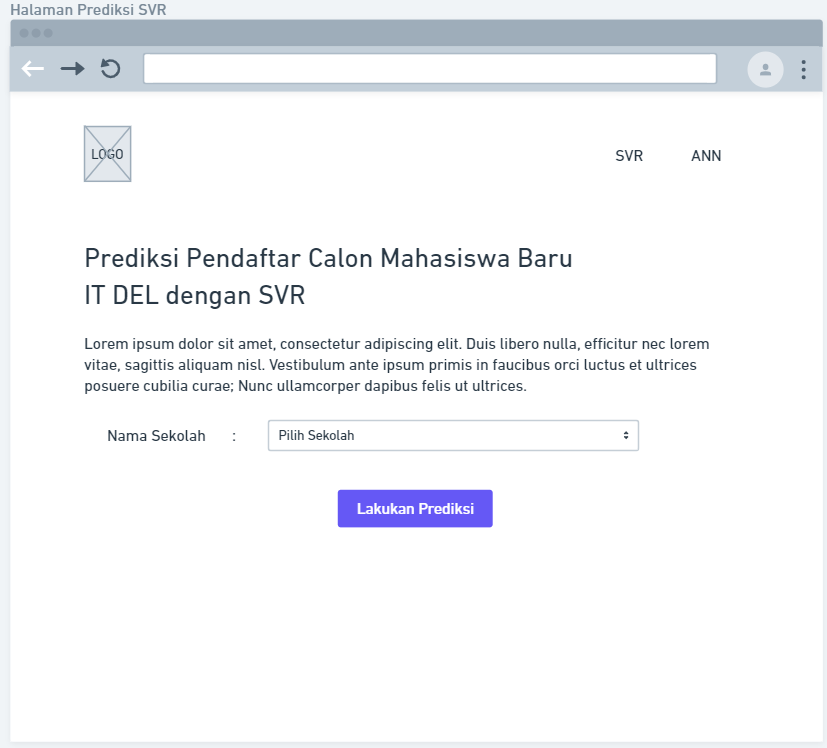 Halaman Prediksi SVR
LOGO
SVR
ANN
Prediksi Pendaftar Calon Mahasiswa Baru
IT DEL dengan SVR
Lorem ipsum dolor sit amet, consectetur adipiscing elit. Duis libero nulla, efficitur nec lorem
vitae, sagittis aliquam nisl. Vestibulum ante ipsum primis in faucibus orci luctus et ultrices
posuere cubilia curae; Nunc ullamcorper dapibus felis ut ultrices.
Nama Sekolah : Pilih Sekolah
Lakukan Prediksi